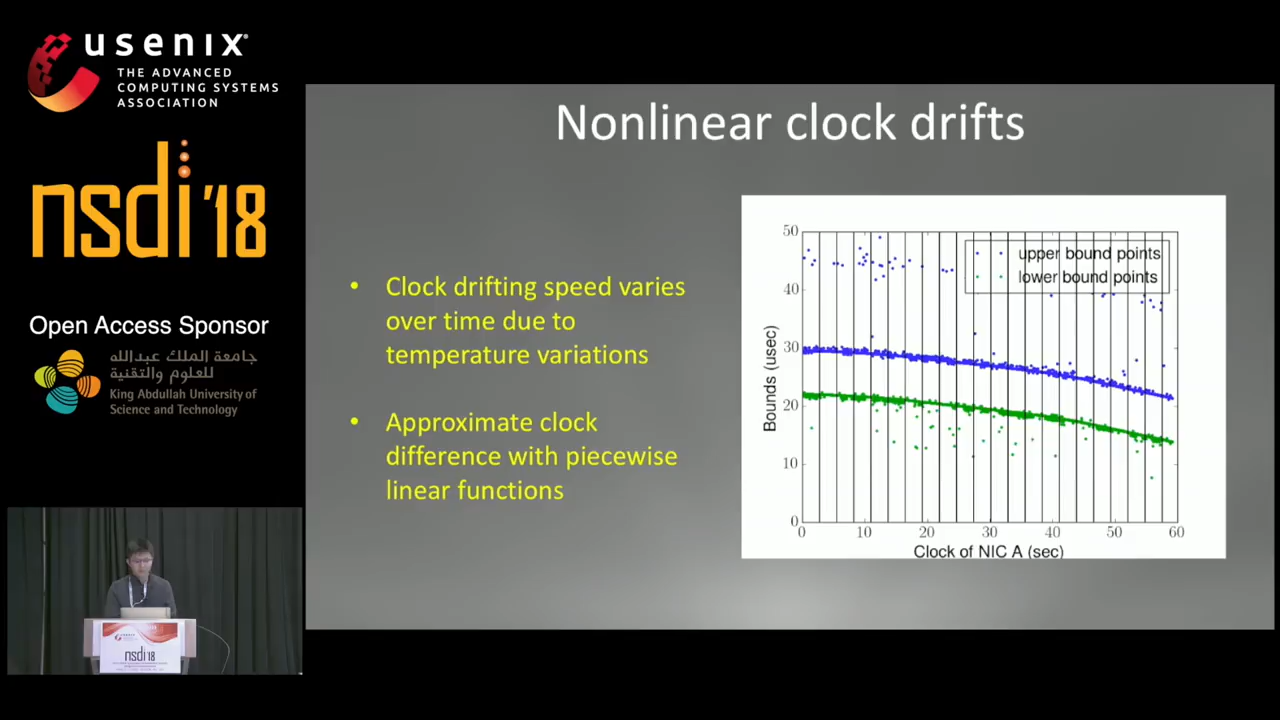 usenix
THE ADVANCED
COMPUTING SYSTEMS
ASSOCIATION
nsdi '18
Open Access Sponsor
جامعة الملك عبدالله
للعلوم والتقنية
King Abdullah University of
Science and Technology
usenix
nsdi'18
Nonlinear clock drifts
• Clock drifting speed varies
over time due to
temperature variations
• Approximate clock
difference with piecewise
linear functions
50
40
30
20
10
0
Bounds (usec)
upper bound points
lower bound points
0 10 20 30 40 50 60
Clock of NIC A (sec)